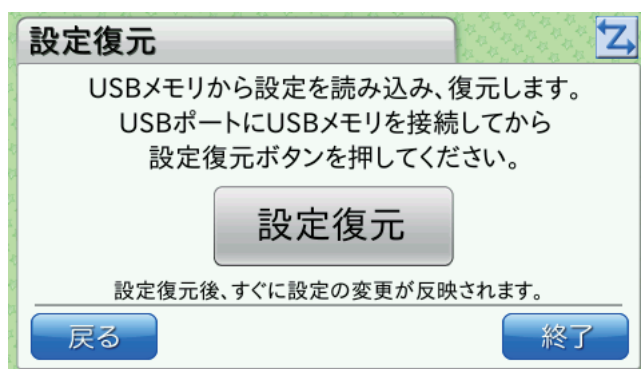 設定復元
USBメモリから設定を読み込み、復元します。
USBポートにUSBメモリを接続してから
設定復元ボタンを押してください。
設定復元
設定復元後、すぐに設定の変更が反映されます。
戻る
終了